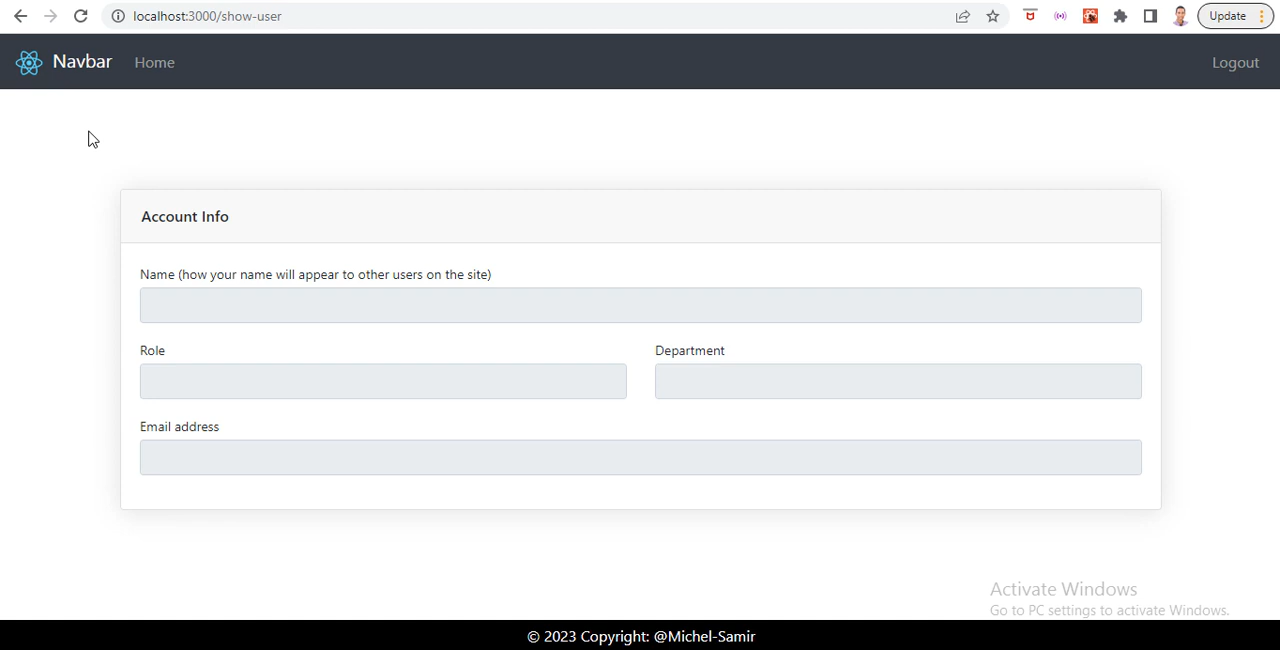 localhost:3000/show-user
Update
Navbar
Home
Logout
Account Info
Name (how your name will appear to other users on the site)
Role
Department
Email address
Activate Windows
Go to PC settings to activate Windows.
© 2023 Copyright: @Michel-Samir